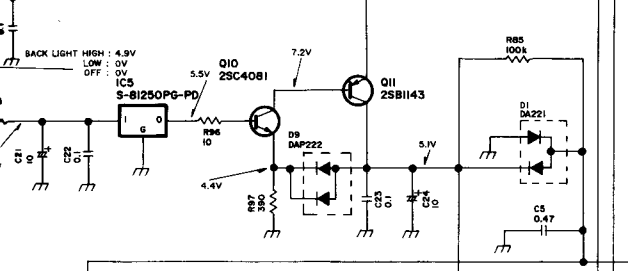 BACK LIGHT HIGH : 4.9V
LOW : 0V
OFF : 0V
IC5
S-81250PG-PD
I O
G
5.5V
Q10
2SC4081
7.2V
Q11
2SB1143
R85
100k
D1
DA221
R96
10
D9
DAP222
5.1V
4.4V
C21
10
C22
0.1
R97
390
C23
0.1
C24
10
C5
0.47